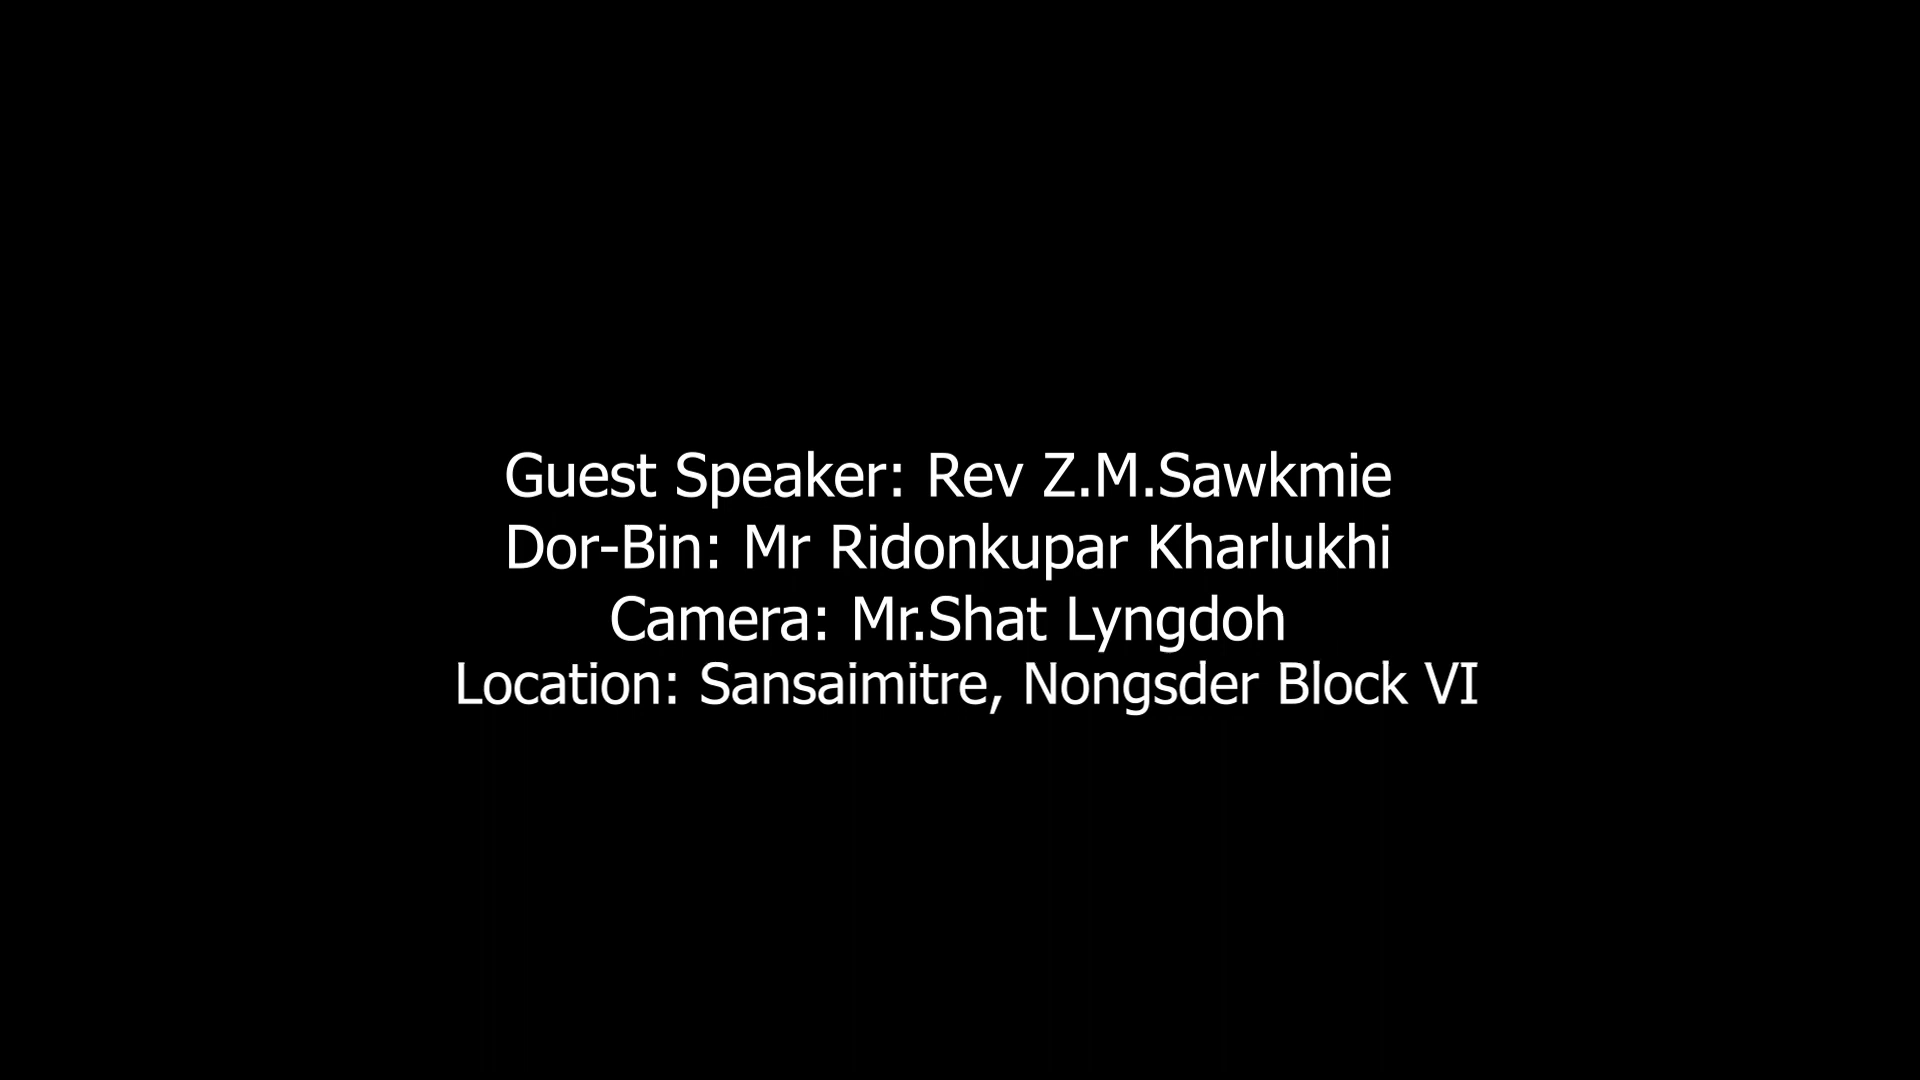 Guest Speaker: Rev Z.M.Sawkmie
Dor-Bin: Mr Ridonkupar Kharlukhi
Camera: Mr.Shat Lyngdoh
Location: Sansaimitre, Nongsder Block VI